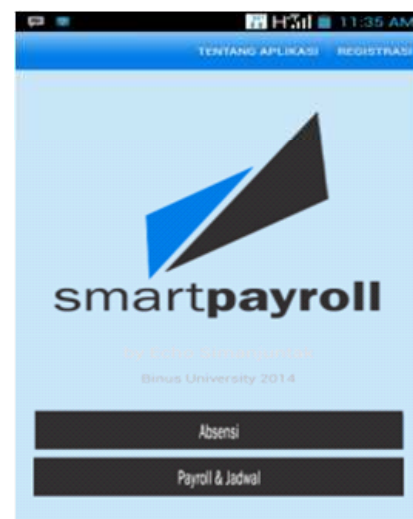 H 11:35 AM
TENTANG APLIKASI REGISTRASI
smartpayroll
Binus University 2014
Absensi
Payroll & Jadwal